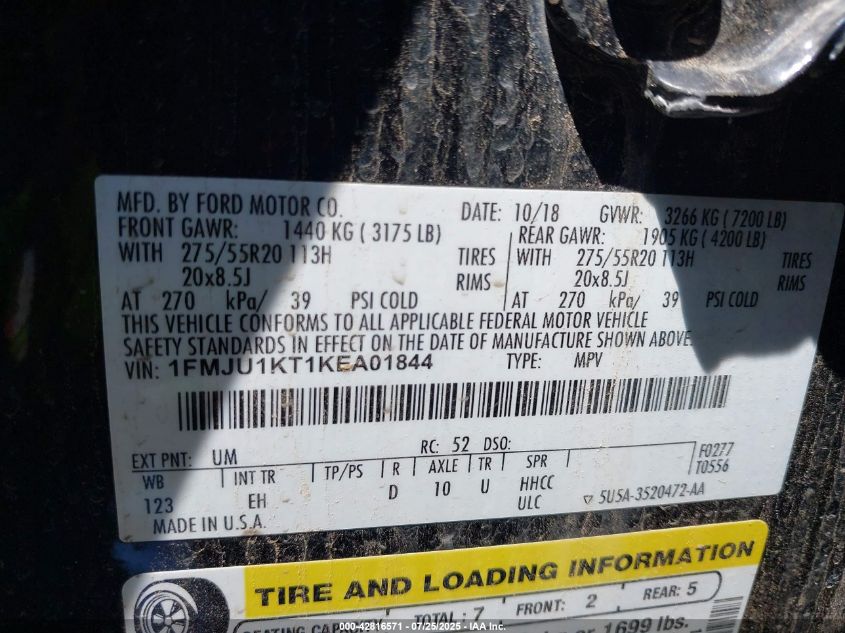 MFD. BY FORD MOTOR CO.
DATE: 10/18 GVWR: 3266 KG ( 7200 LB)
FRONT GAWR: 1440 KG ( 3175 LB)
REAR GAWR: 1905 KG ( 4200 LB)
WITH 275/55R20 113H TIRES
WITH 275/55R20 113H TIRES
20x8.5J RIMS
20x8.5J RIMS
AT 270 kPa/ 39 PSI COLD
AT 270 kPa/ 39 PSI COLD
THIS VEHICLE CONFORMS TO ALL APPLICABLE FEDERAL MOTOR VEHICLE
SAFETY STANDARDS IN EFFECT ON THE DATE OF MANUFACTURE SHOWN ABOVE.
VIN: 1FMJU1KT1KEA01844 TYPE: MPV
EXT PNT: UM RC: 52 DSO:
F0277
T0556
WB INT TR TP/PS R AXLE TR SPR
123 EH D 10 U HHCC
ULC
▽ 5U5A-3520472-AA
MADE IN U.S.A.
TIRE AND LOADING INFORMATION
TOTAL : 7 FRONT: 2 REAR: 5
or 1699 lbs.
000-42816571 - 07/25/2025 - IAA, Inc.